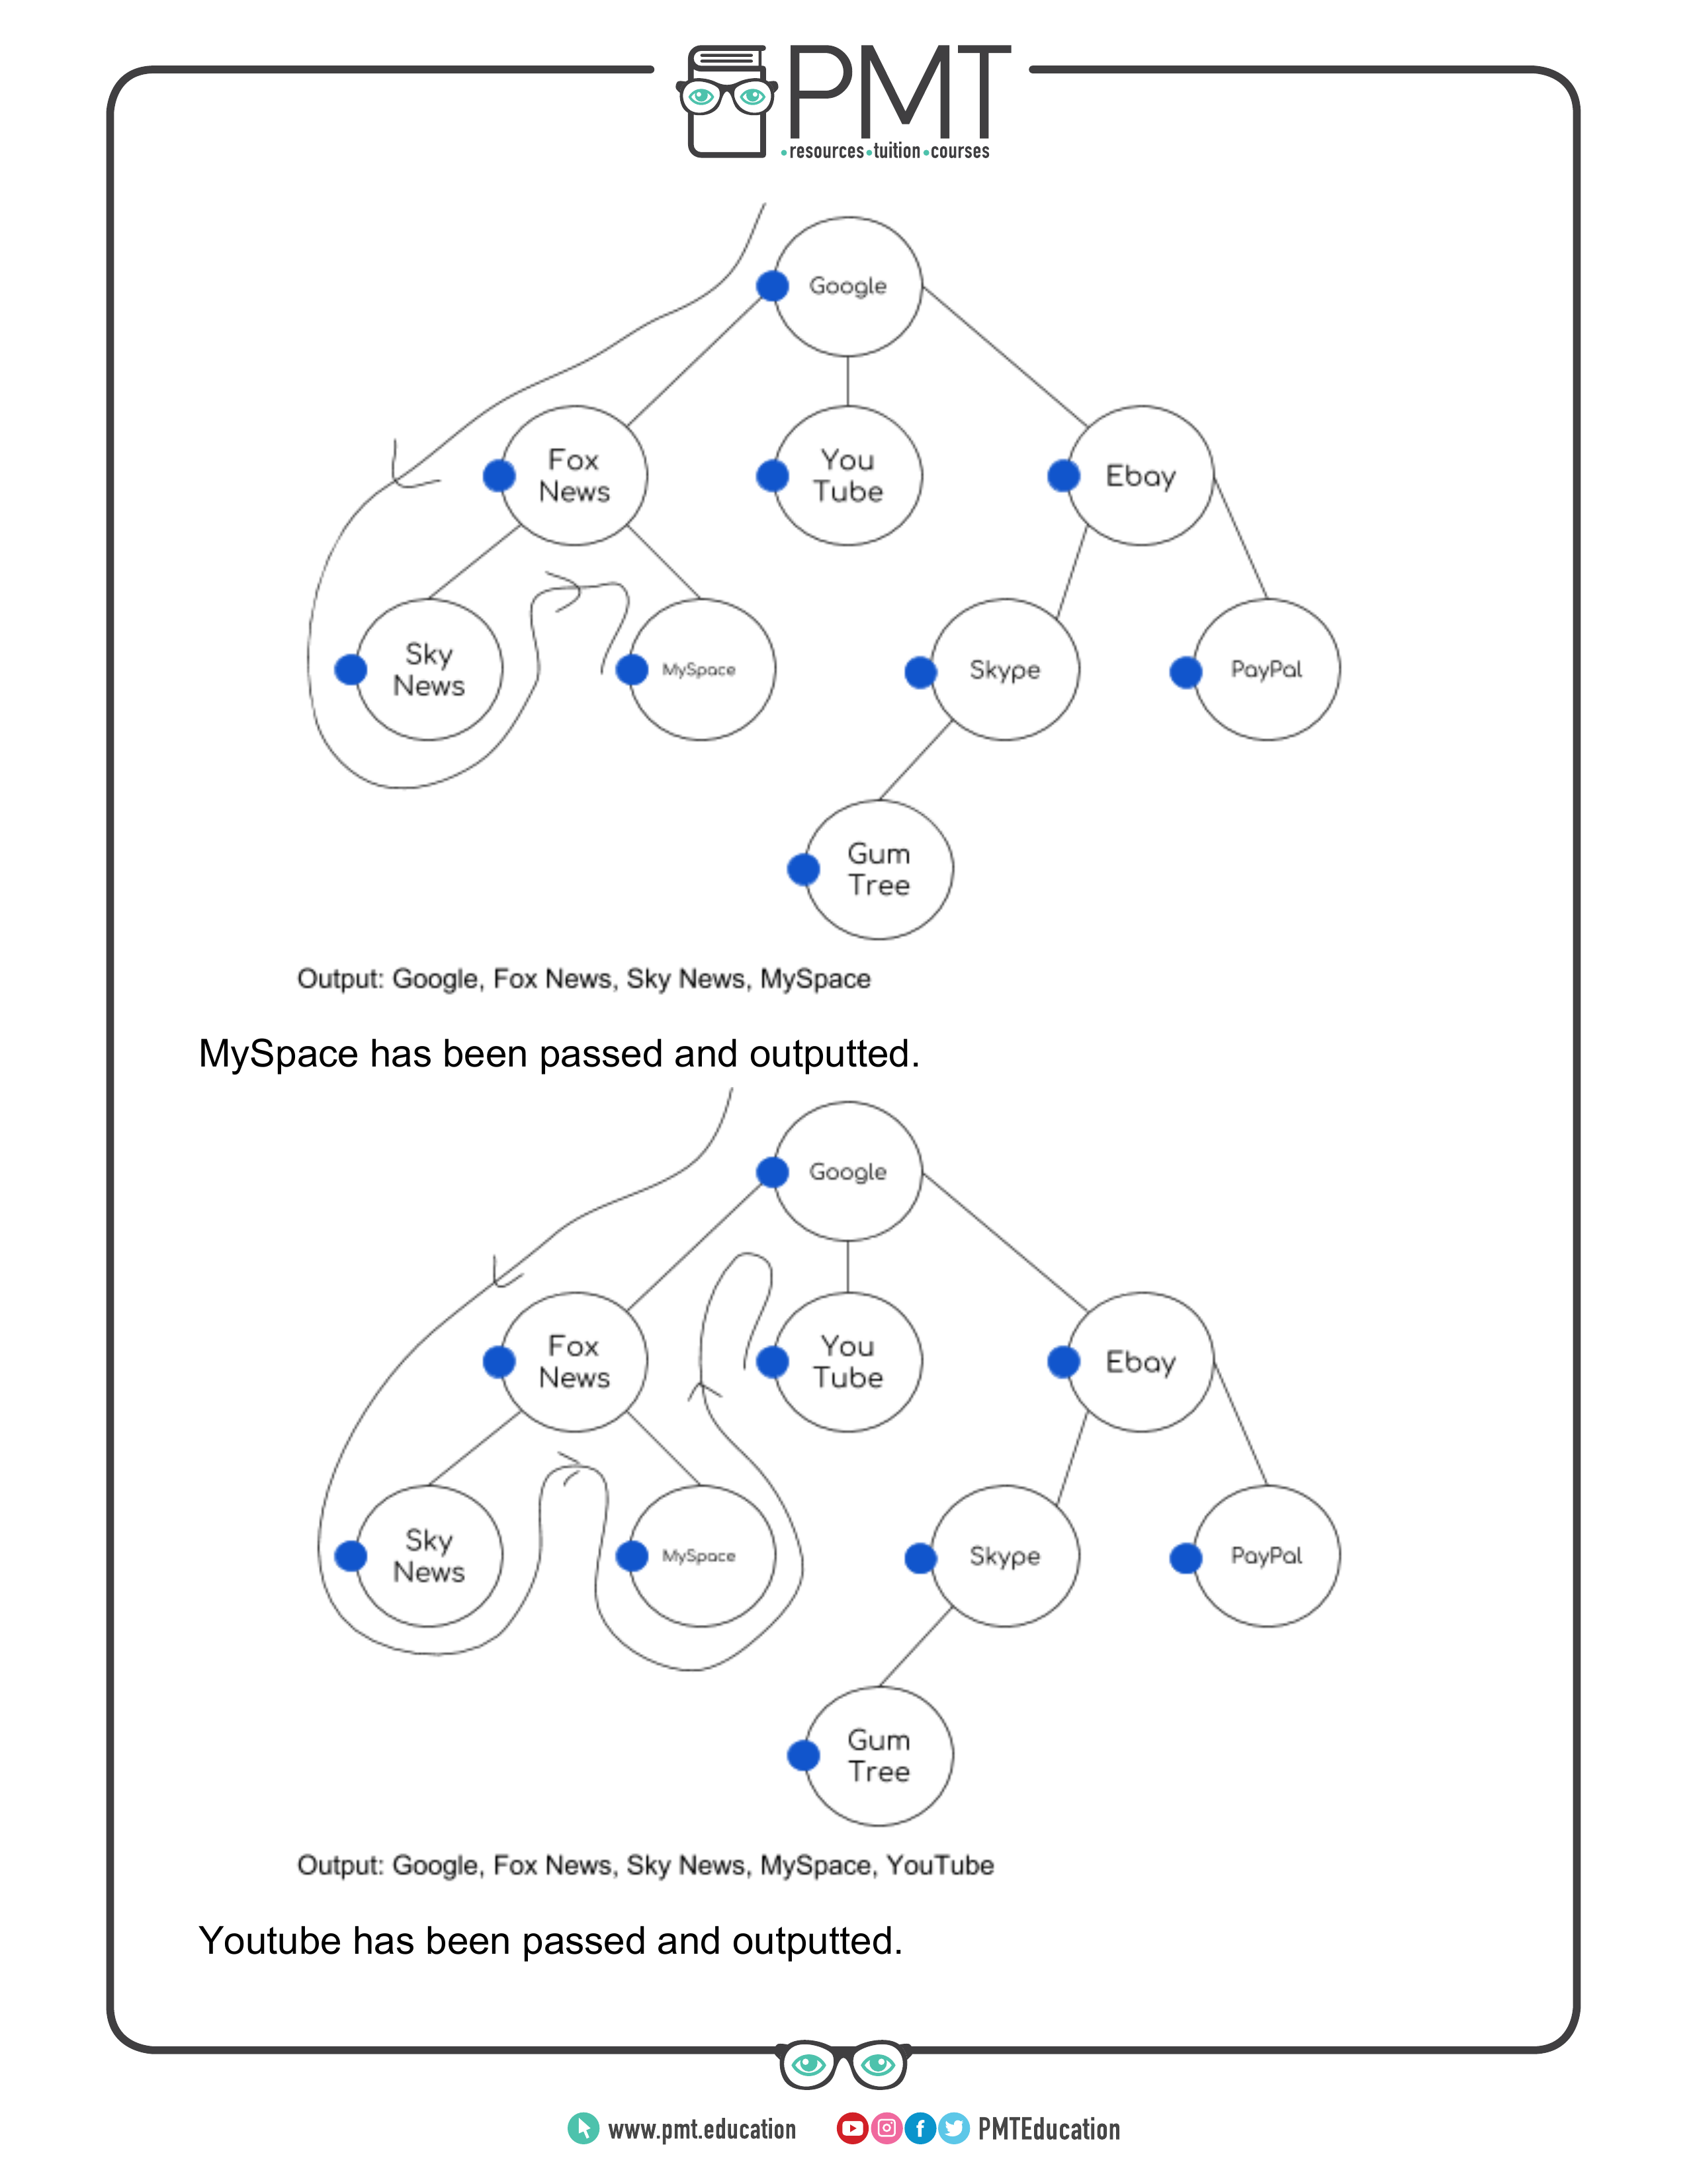 PMT
resources tuition courses
Google
Fox
News
You
Tube
Ebay
Sky
News
MySpace
Skype
PayPal
Gum
Tree
Output: Google, Fox News, Sky News, MySpace
MySpace has been passed and outputted.
Google
Fox
News
You
Tube
Ebay
Sky
News
MySpace
Skype
PayPal
Gum
Tree
Output: Google, Fox News, Sky News, MySpace, YouTube
Youtube has been passed and outputted.
www.pmt.education
PMTEducation